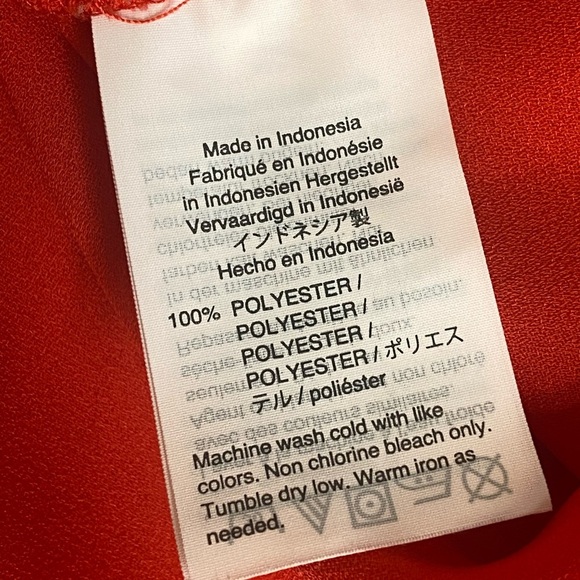 Made in Indonesia
Fabriqué en Indonésie
in Indonesien Hergestellt
Vervaardigd in Indonesië
インドネシア製
Hecho en Indonesia
100% POLYESTER /
POLYESTER /
POLYESTER /
POLYESTER / ポリエス
テル / poliéster
Machine wash cold with like
colors. Non chlorine bleach only.
Tumble dry low. Warm iron as
needed.